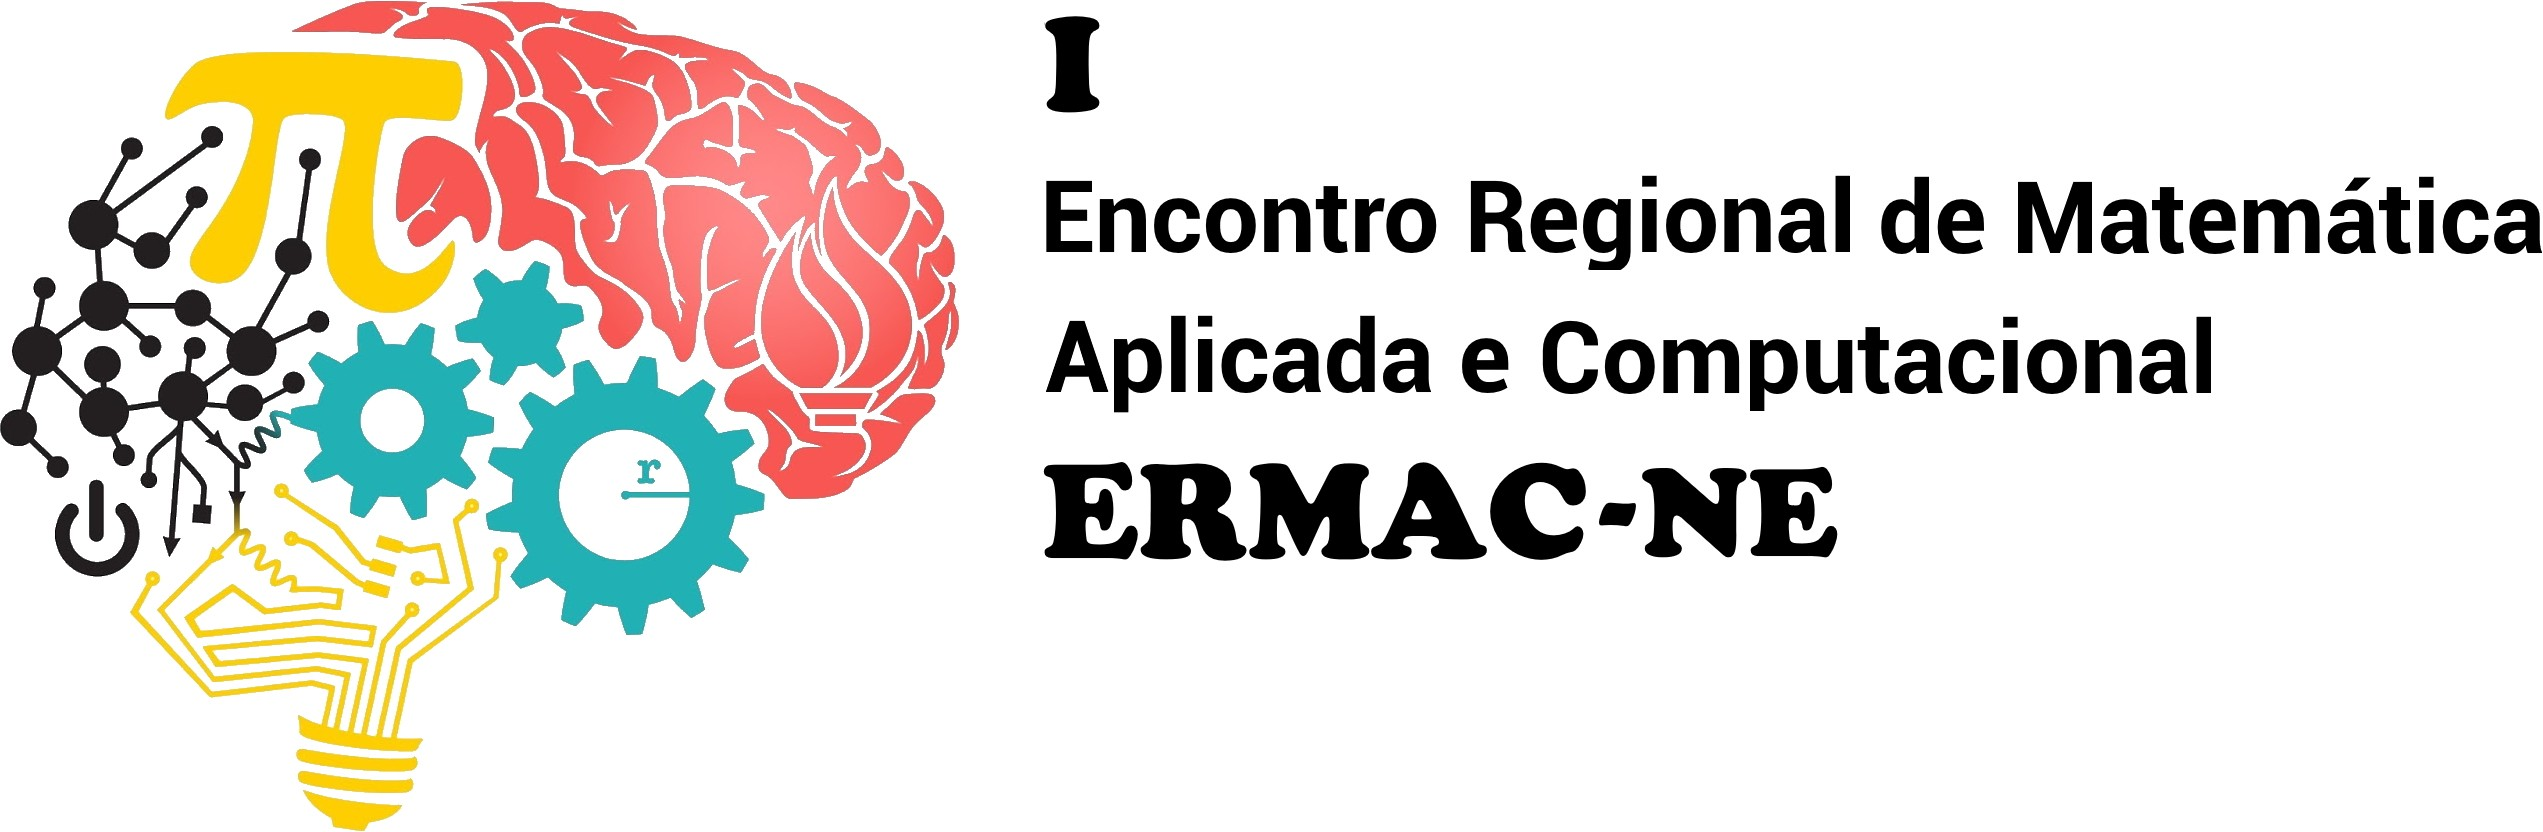 I
Encontro Regional de Matemática
Aplicada e Computacional
ERMAC-NE
π
r